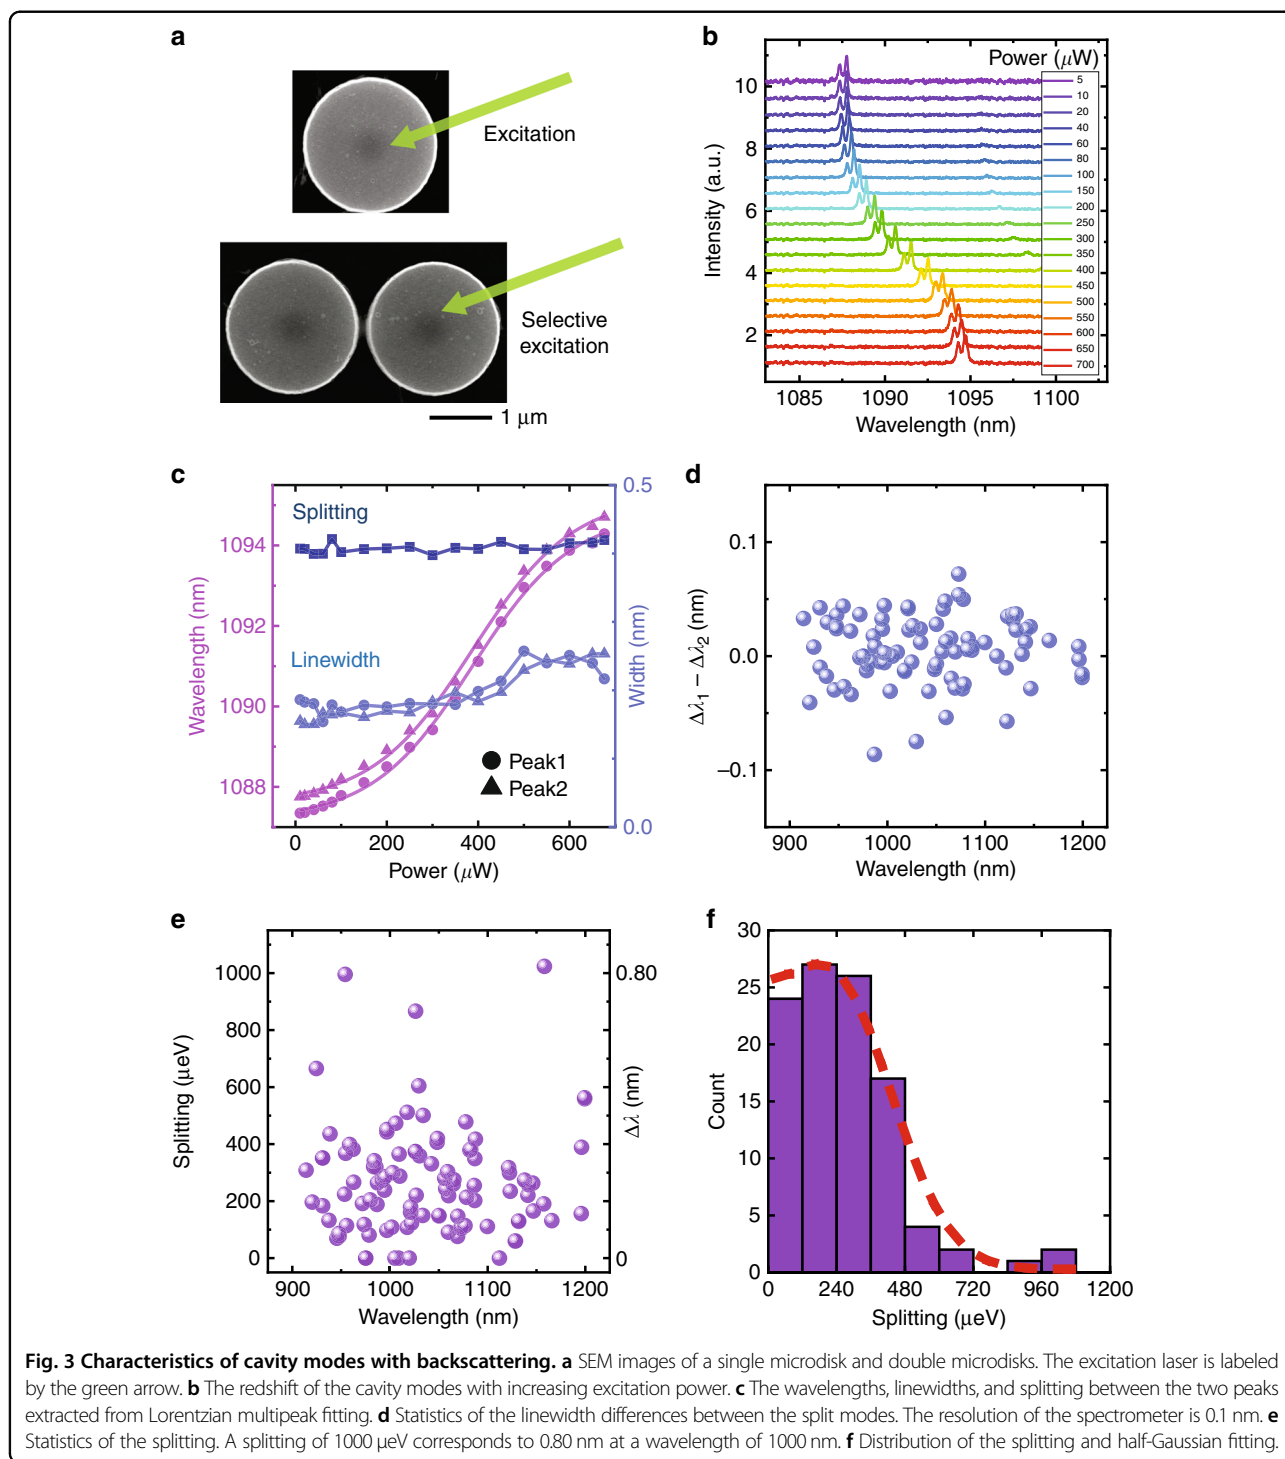 a
Excitation
Selective
excitation
1 μm
b
Power (μW)
5
10
20
40
60
80
100
150
200
250
300
350
400
450
500
550
600
650
700
10
8
6
4
2
Intensity (a.u.)
1085 1090 1095 1100
Wavelength (nm)
c
Splitting
Linewidth
Peak1
Peak2
1094
1092
1090
1088
Wavelength (nm)
0.5
0.0
Width (nm)
0 200 400 600
Power (μW)
d
0.1
0.0
−0.1
Δλ1 − Δλ2 (nm)
900 1000 1100 1200
Wavelength (nm)
e
1000
800
600
400
200
0
Splitting (μeV)
0.80
0
Δλ (nm)
900 1000 1100 1200
Wavelength (nm)
f
30
25
20
15
10
5
0
Count
0 240 480 720 960 1200
Splitting (μeV)
Fig. 3 Characteristics of cavity modes with backscattering. a SEM images of a single microdisk and double microdisks. The excitation laser is labeled
by the green arrow. b The redshift of the cavity modes with increasing excitation power. c The wavelengths, linewidths, and splitting between the two peaks
extracted from Lorentzian multipeak fitting. d Statistics of the linewidth differences between the split modes. The resolution of the spectrometer is 0.1 nm. e
Statistics of the splitting. A splitting of 1000 μeV corresponds to 0.80 nm at a wavelength of 1000 nm. f Distribution of the splitting and half-Gaussian fitting.